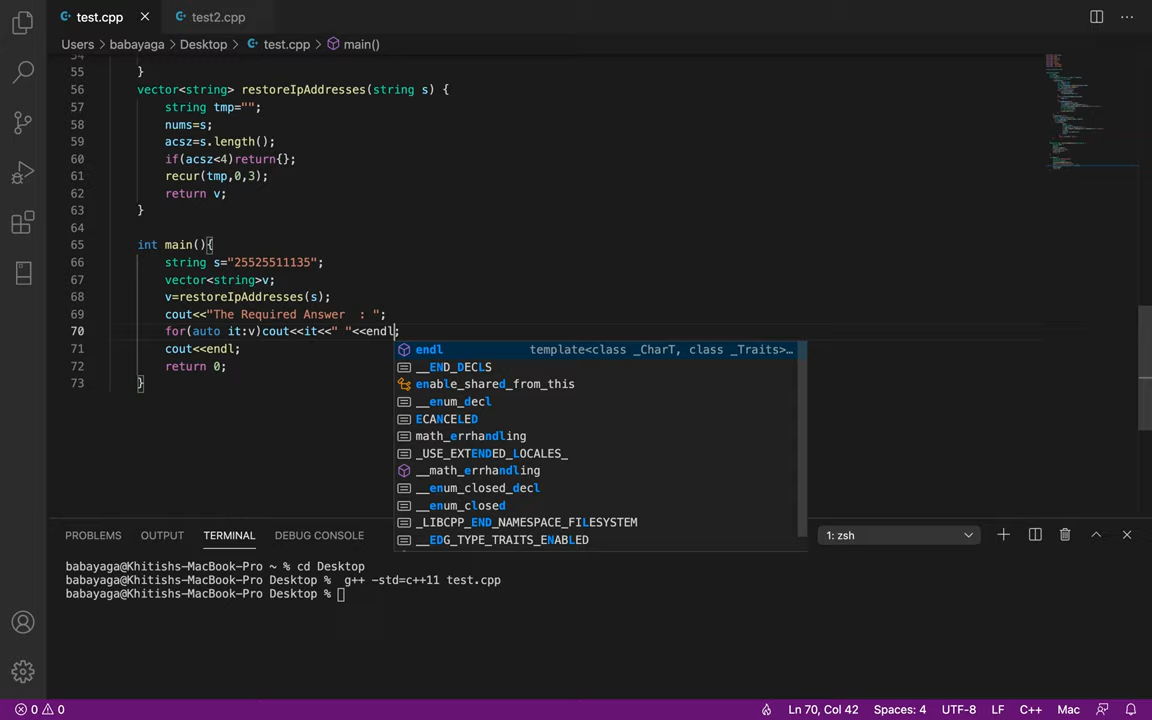 test.cpp
test2.cpp
Users > babayaga > Desktop > test.cpp > main()
55 }
56 vector<string> restoreIpAddresses(string s) {
57 string tmp="";
58 nums=s;
59 acsz=s.length();
60 if(acsz<4)return{};
61 recur(tmp,0,3);
62 return v;
63 }
64
65 int main(){
66 string s="25525511135";
67 vector<string>v;
68 v=restoreIpAddresses(s);
69 cout<<"The Required Answer  : ";
70 for(auto it:v)cout<<it<<" "<<endl;
71 cout<<endl;
72 return 0;
73 }
endl template<class _CharT, class _Traits>…
__END_DECLS
enable_shared_from_this
__enum_decl
ECANCELED
math_errhandling
_USE_EXTENDED_LOCALES_
__math_errhandling
__enum_closed_decl
__enum_closed
_LIBCPP_END_NAMESPACE_FILESYSTEM
__EDG_TYPE_TRAITS_ENABLED
PROBLEMS OUTPUT TERMINAL DEBUG CONSOLE 1: zsh
babayaga@Khitishs-MacBook-Pro ~ % cd Desktop
babayaga@Khitishs-MacBook-Pro Desktop %  g++ -std=c++11 test.cpp
babayaga@Khitishs-MacBook-Pro Desktop %
0 0 Ln 70, Col 42 Spaces: 4 UTF-8 LF C++ Mac